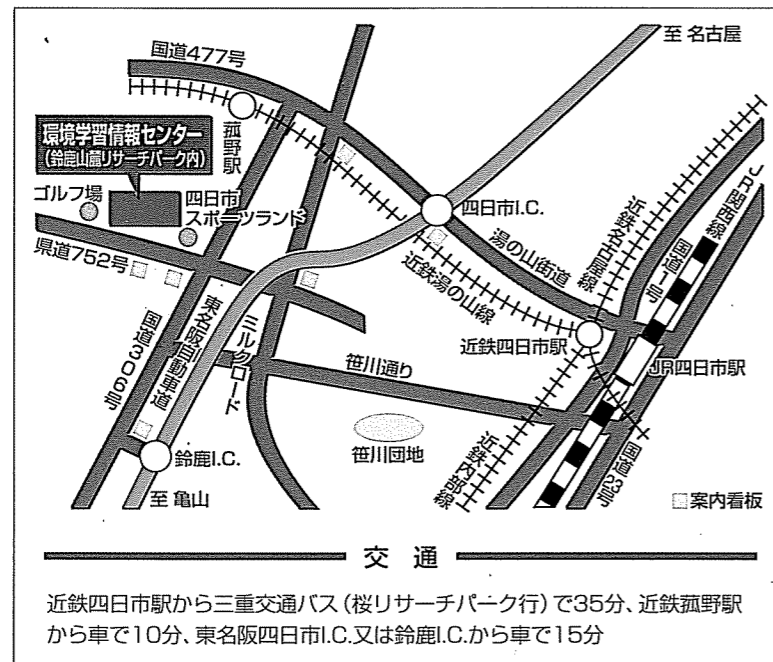 国道477号
至 名古屋
菰野駅
環境学習情報センター
(鈴鹿山麓リサーチパーク内)
ゴルフ場
四日市
スポーツランド
四日市I.C.
県道752号
湯の山街道
近鉄湯の山線
近鉄名古屋線
国道1号
JR関西線
国道306号
東名阪自動車道
ミルクロード
笹川通り
近鉄四日市駅
JR四日市駅
鈴鹿I.C.
笹川団地
近鉄内部線
国道23号
至 亀山
案内看板
交 通
近鉄四日市駅から三重交通バス(桜リサーチパーク行)で35分、近鉄菰野駅
から車で10分、東名阪四日市I.C.又は鈴鹿I.C.から車で15分